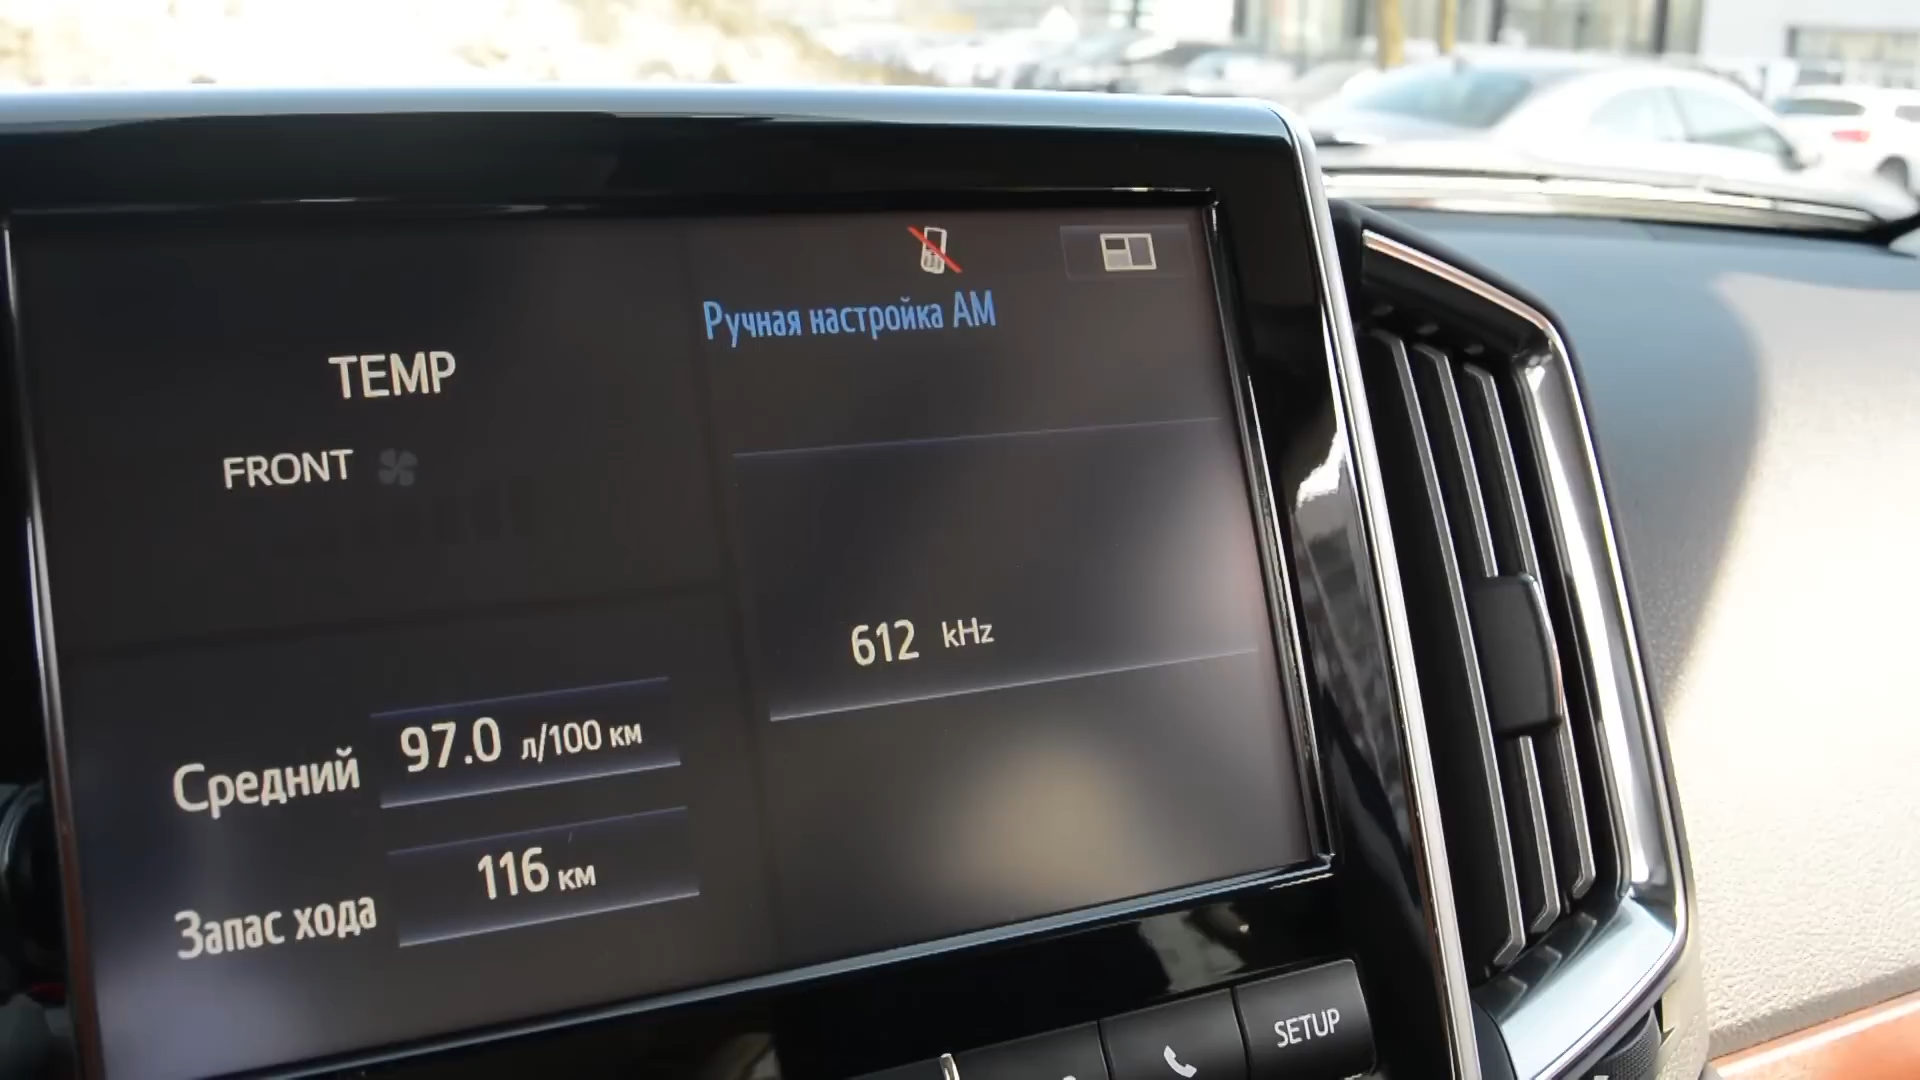 Ручная настройка AM
TEMP
FRONT
612 kHz
Средний 97.0 л/100 км
Запас хода 116 км
SETUP